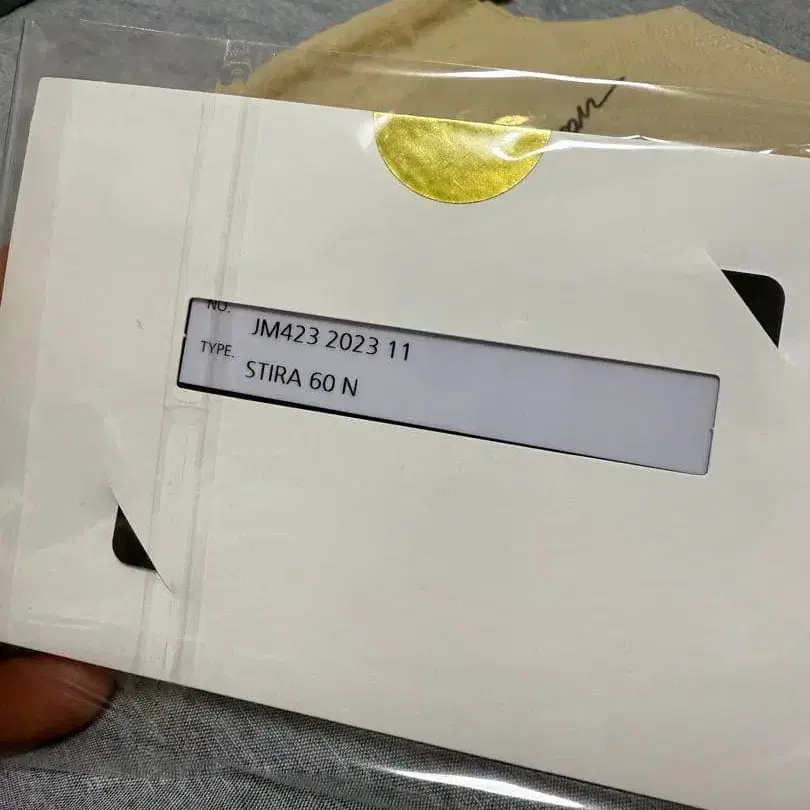 NO.
JM423 2023 11
TYPE.
STIRA 60 N